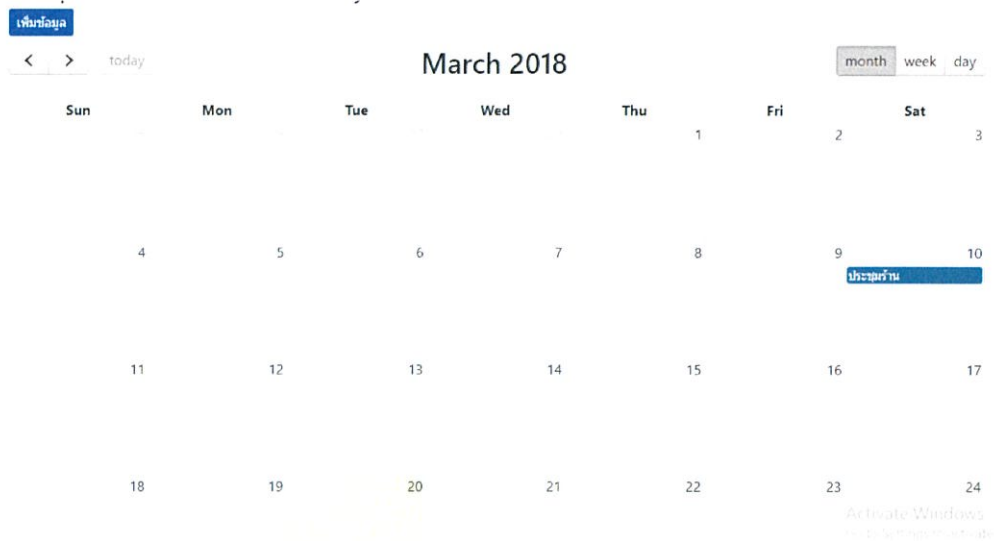 เพิ่มข้อมูล
< > today March 2018 month week day
Sun Mon Tue Wed Thu Fri Sat
1 2 3
4 5 6 7 8 9 10
ประชุมร้าน
11 12 13 14 15 16 17
18 19 20 21 22 23 24
Activate Windows